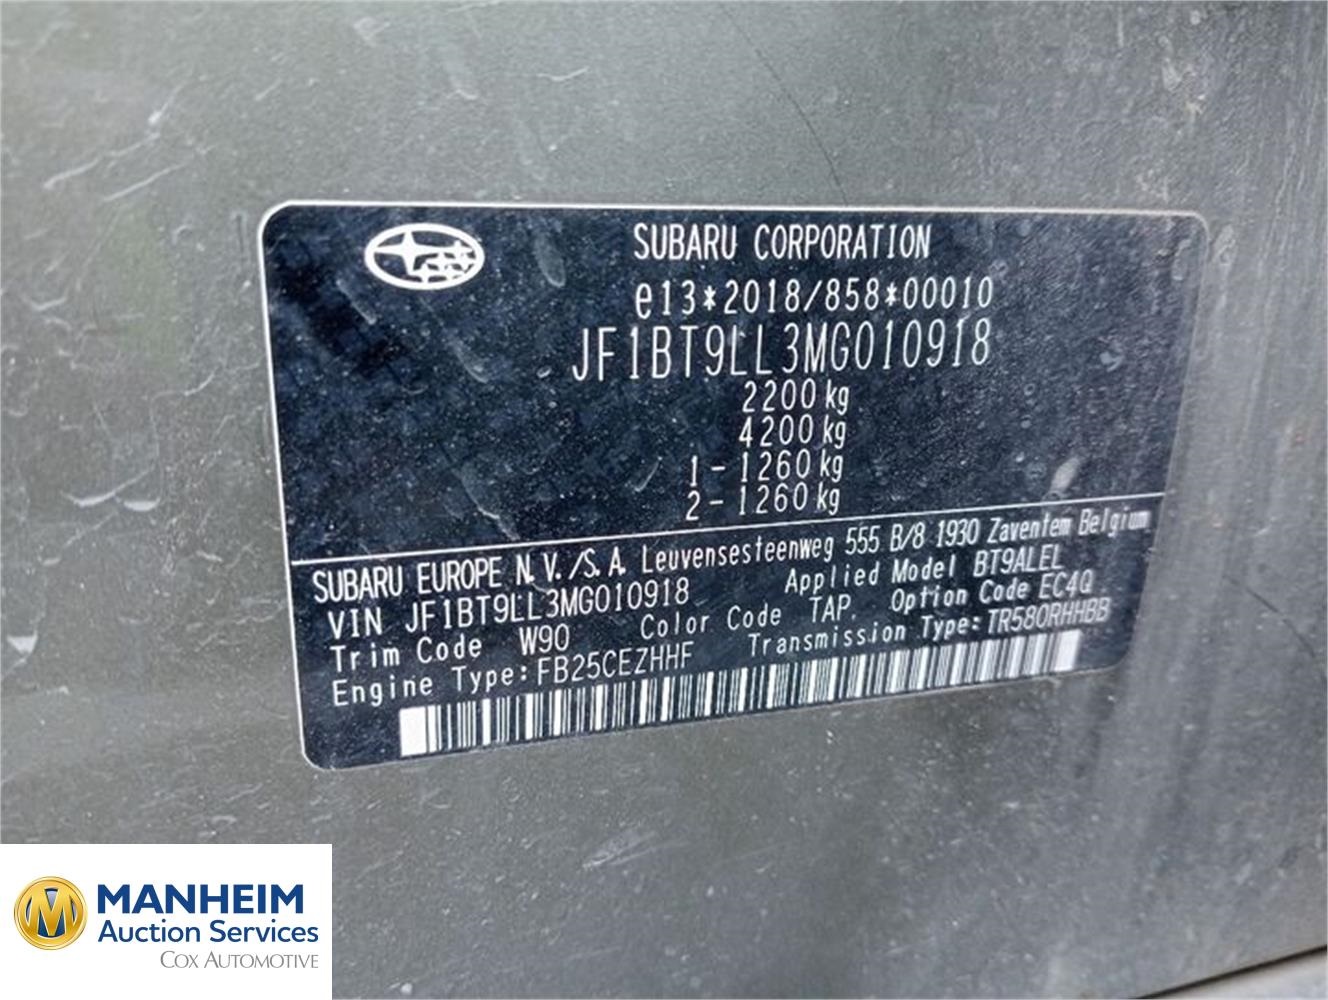 SUBARU CORPORATION
e13*2018/858*00010
JF1BT9LL3MG010918
2200 kg
4200 kg
1 - 1260 kg
2 - 1260 kg
SUBARU EUROPE N.V./S.A. Leuvensesteenweg 555 B/8 1930 Zaventem Belgium
VIN JF1BT9LL3MG010918 Applied Model BT9ALEL
Trim Code W90 Color Code TAP. Option Code EC4Q
Engine Type:FB25CEZHHF Transmission Type:TR580RHHBB
MANHEIM
Auction Services
COX AUTOMOTIVE